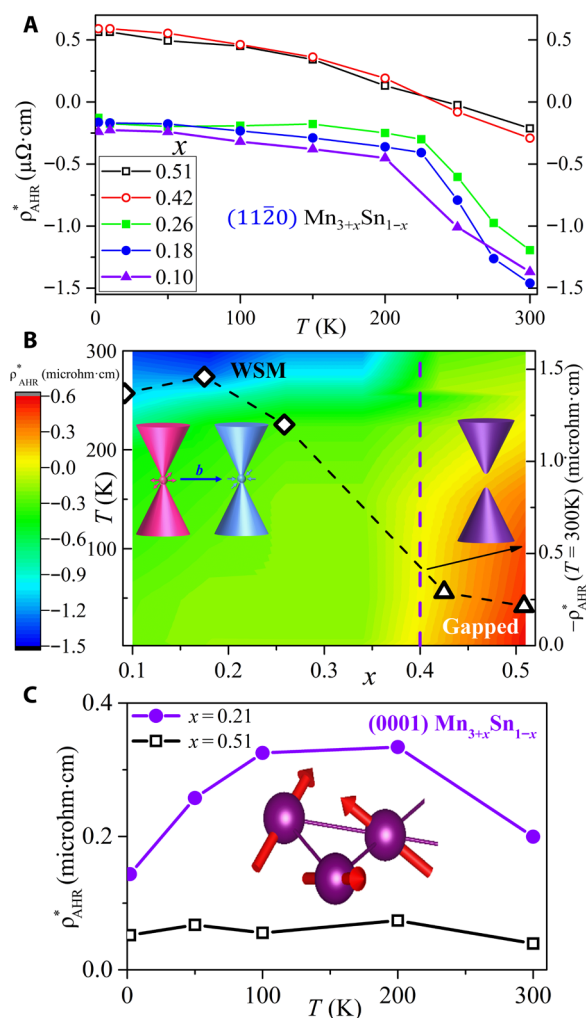 A
0.5
0.5
0.0
0.0
-0.5
-0.5
-1.0
-1.0
-1.5
-1.5
ρ*AHR (μΩ·cm)
x
0.51
0.42
0.26
0.18
0.10
(112̄0) Mn3+xSn1−x
0 100 200 300
T (K)
B
ρ*AHR (microhm·cm)
0.6
0.3
0.0
-0.3
-0.6
-0.9
-1.2
-1.5
300
200
100
T (K)
WSM
b
Gapped
1.5
1.0
0.5
0.0
−ρ*AHR (T = 300K) (microhm·cm)
0.1 0.2 0.3 0.4 0.5
x
C
0.4
0.2
0.0
ρ*AHR (microhm·cm)
x = 0.21
x = 0.51
(0001) Mn3+xSn1−x
0 100 200 300
T (K)